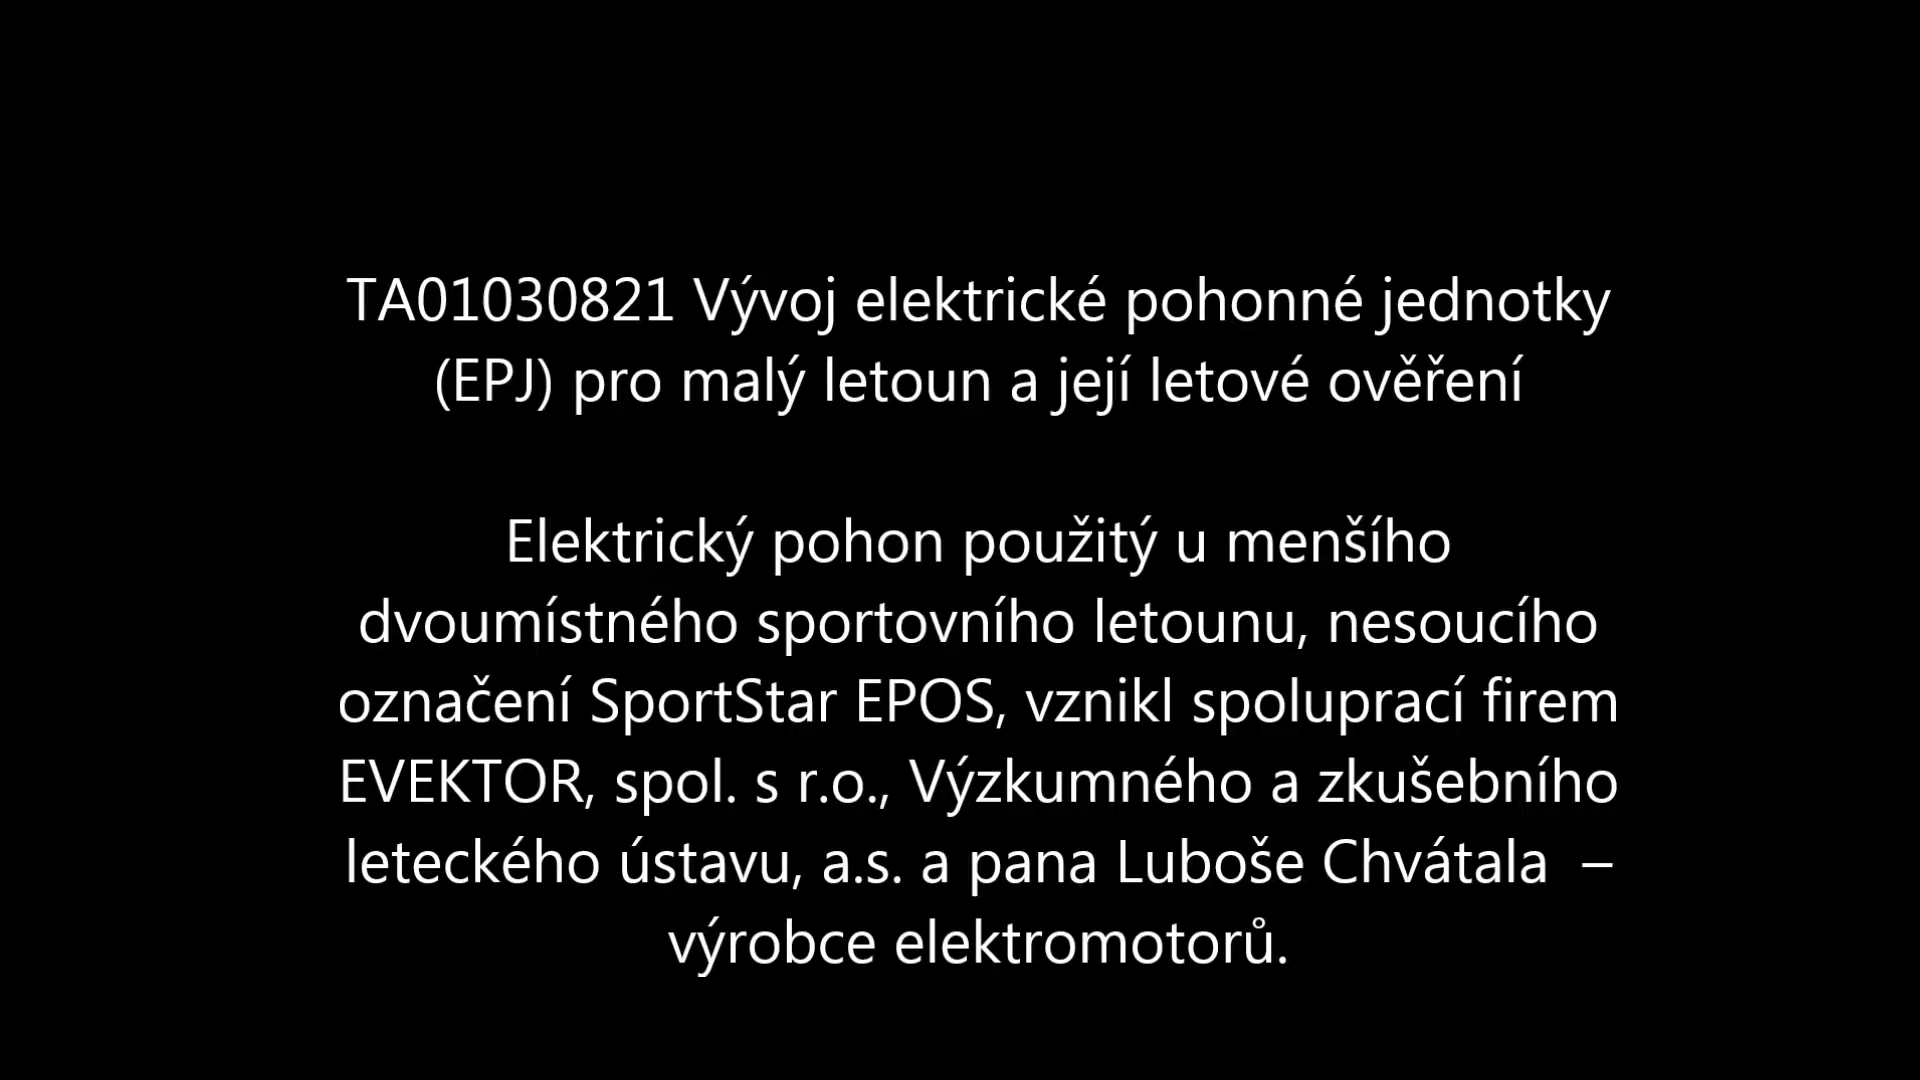 TA01030821 Vývoj elektrické pohonné jednotky
(EPJ) pro malý letoun a její letové ověření
Elektrický pohon použitý u menšího
dvoumístného sportovního letounu, nesoucího
označení SportStar EPOS, vznikl spoluprací firem
EVEKTOR, spol. s r.o., Výzkumného a zkušebního
leteckého ústavu, a.s. a pana Luboše Chvátala –
výrobce elektromotorů.